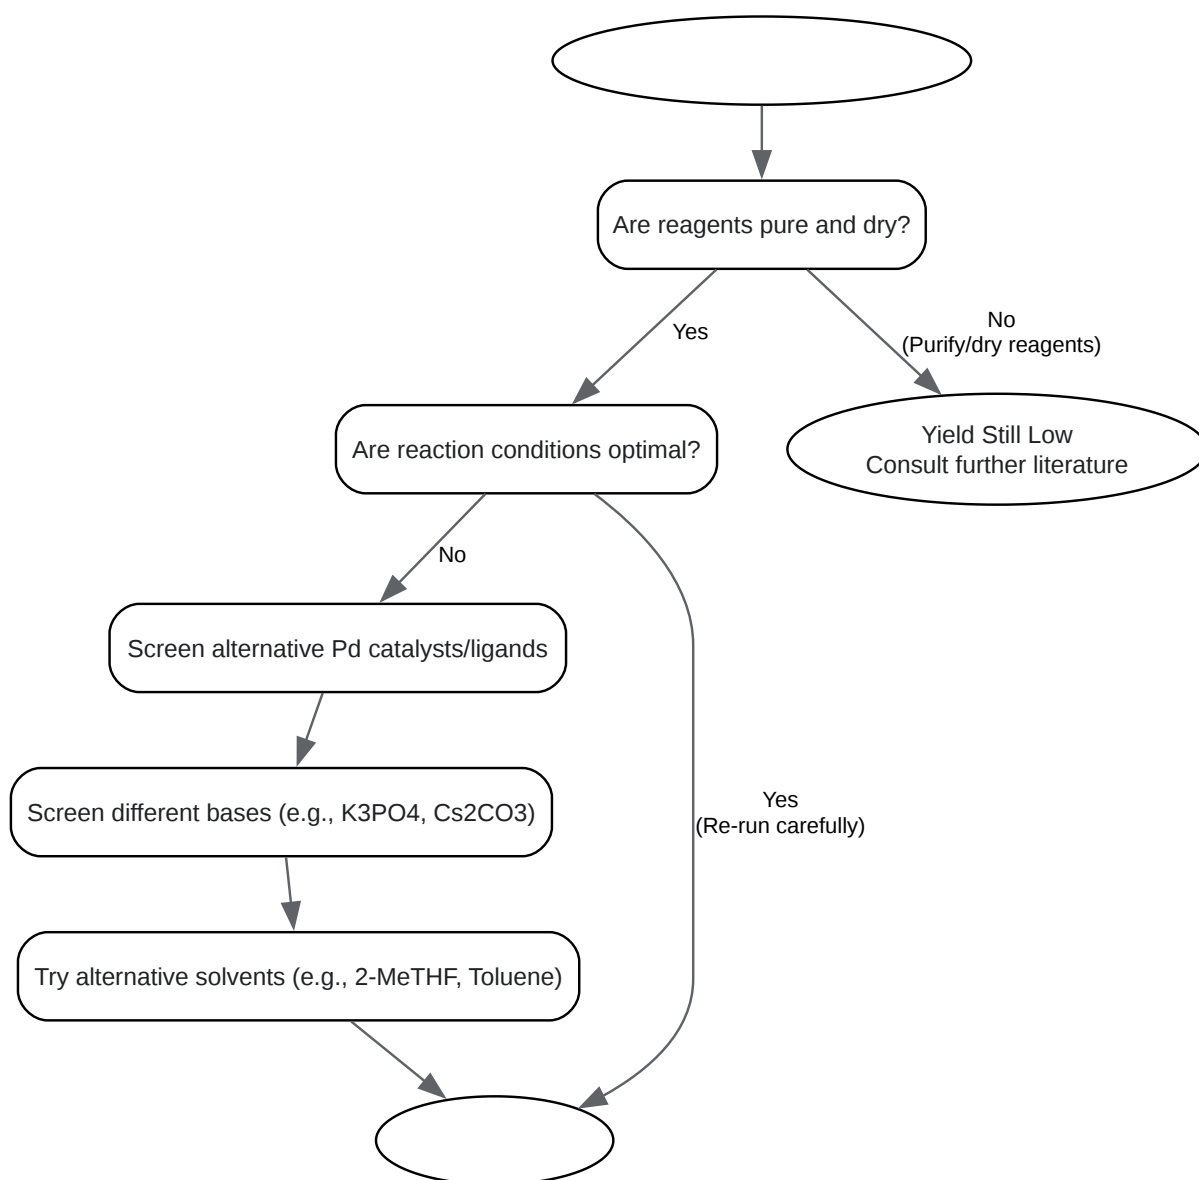 Are reagents pure and dry?
Yes
No
(Purify/dry reagents)
Are reaction conditions optimal?
Yield Still Low
Consult further literature
No
Screen alternative Pd catalysts/ligands
Screen different bases (e.g., K3PO4, Cs2CO3)
Yes
(Re-run carefully)
Try alternative solvents (e.g., 2-MeTHF, Toluene)